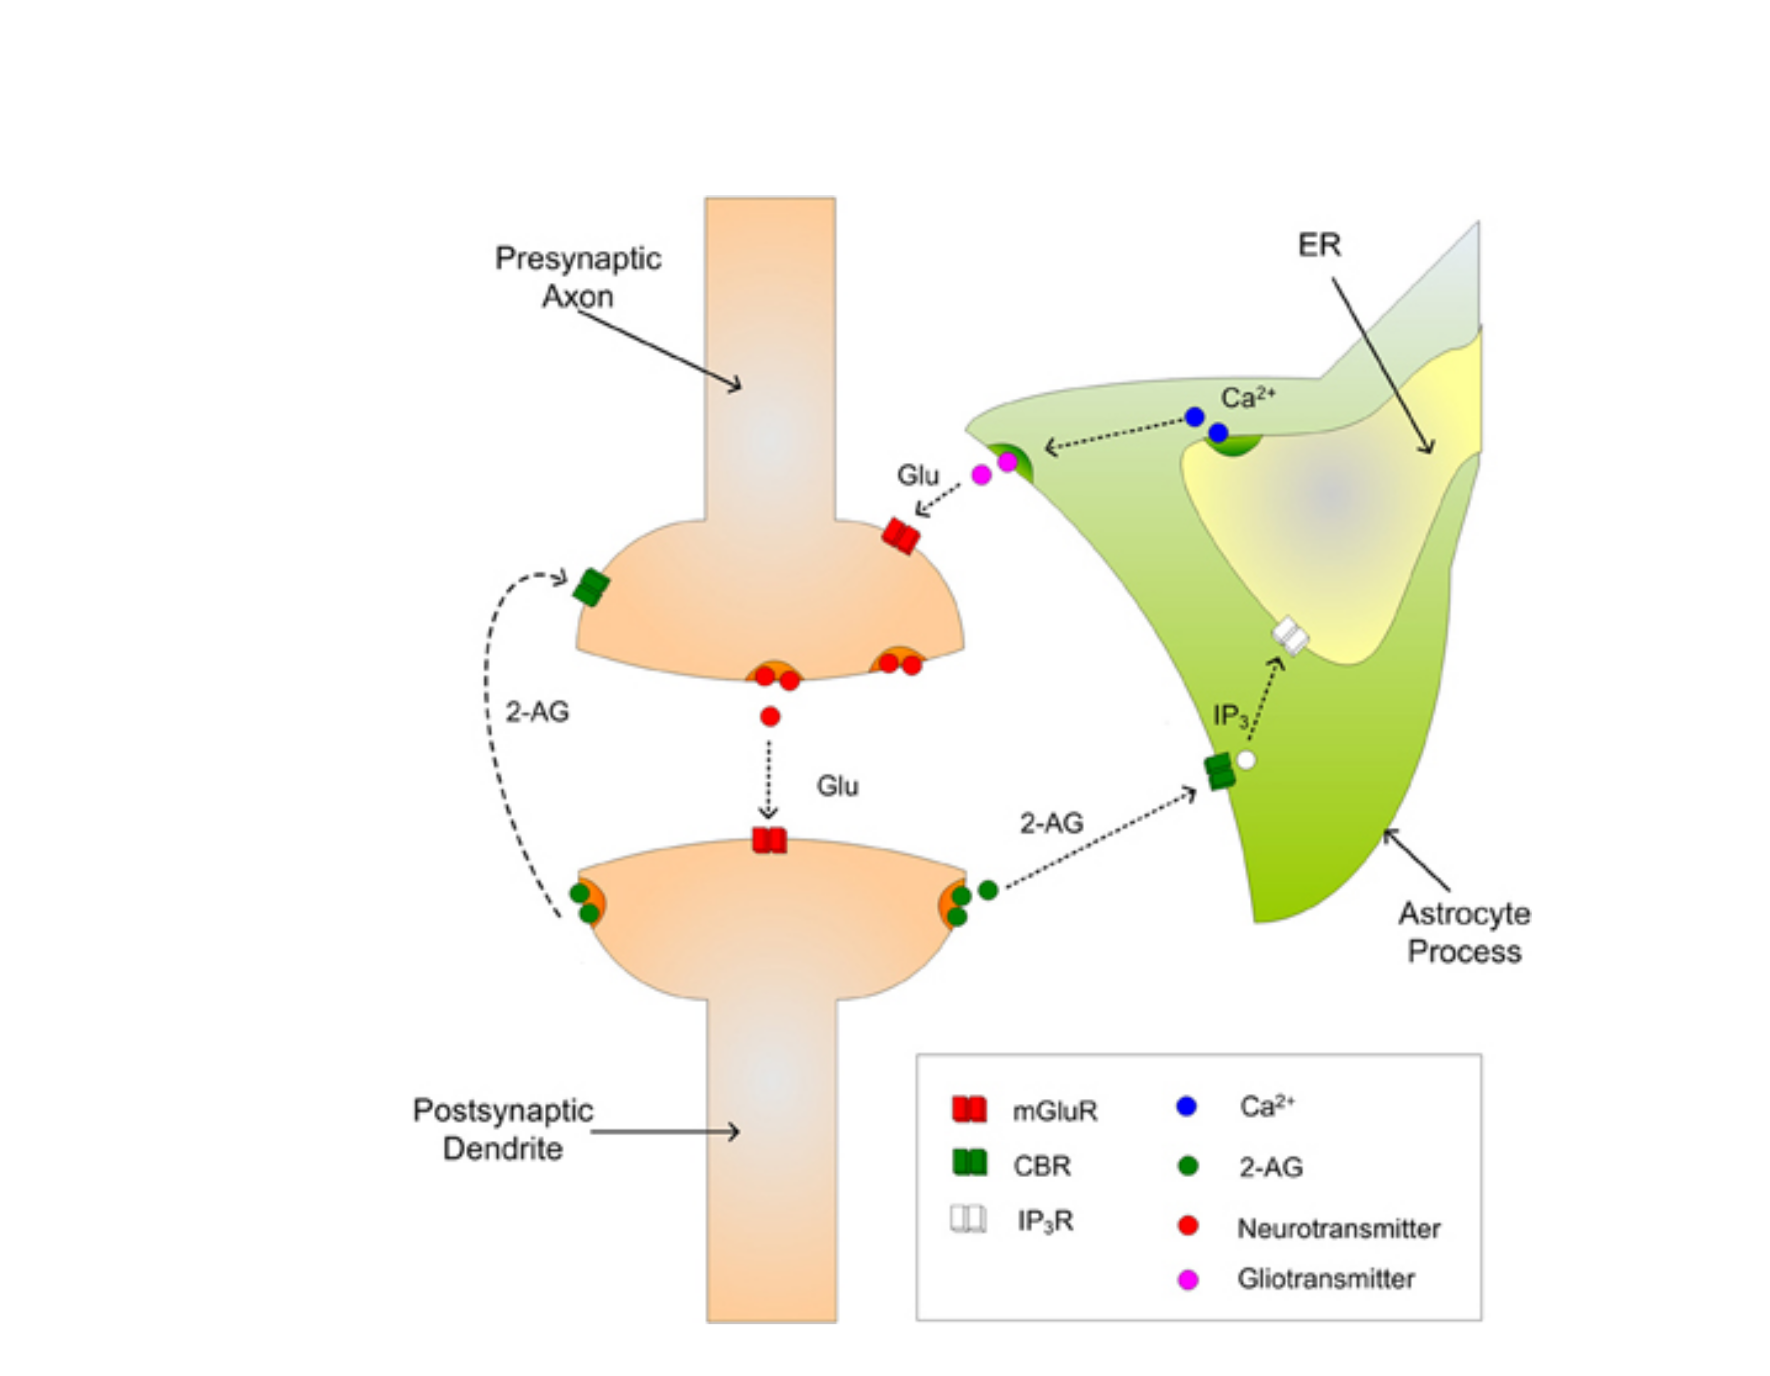 Presynaptic
Axon
ER
Ca²⁺
Glu
2-AG
IP₃
Glu
2-AG
Astrocyte
Process
Postsynaptic
Dendrite
mGluR
CBR
IP₃R
Ca²⁺
2-AG
Neurotransmitter
Gliotransmitter